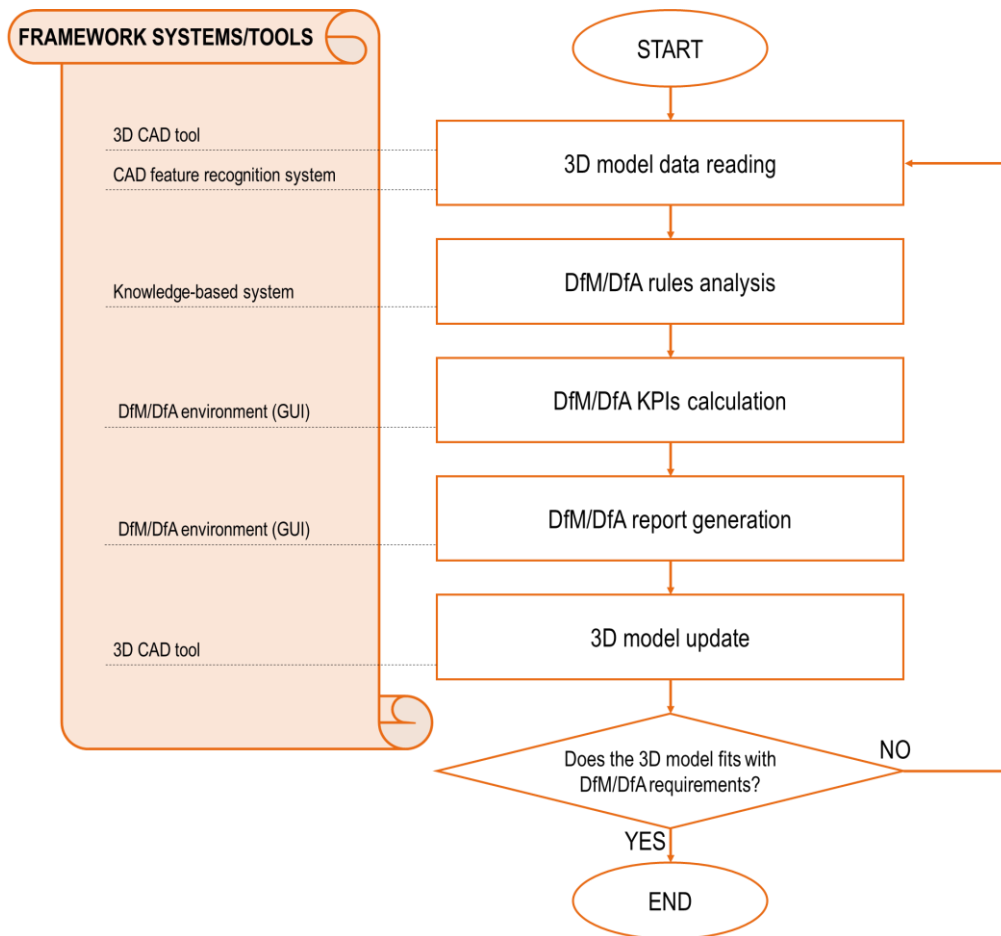 FRAMEWORK SYSTEMS/TOOLS
START
3D CAD tool
CAD feature recognition system
3D model data reading
Knowledge-based system
DfM/DfA rules analysis
DfM/DfA environment (GUI)
DfM/DfA KPIs calculation
DfM/DfA environment (GUI)
DfM/DfA report generation
3D CAD tool
3D model update
Does the 3D model fits with
DfM/DfA requirements?
NO
YES
END